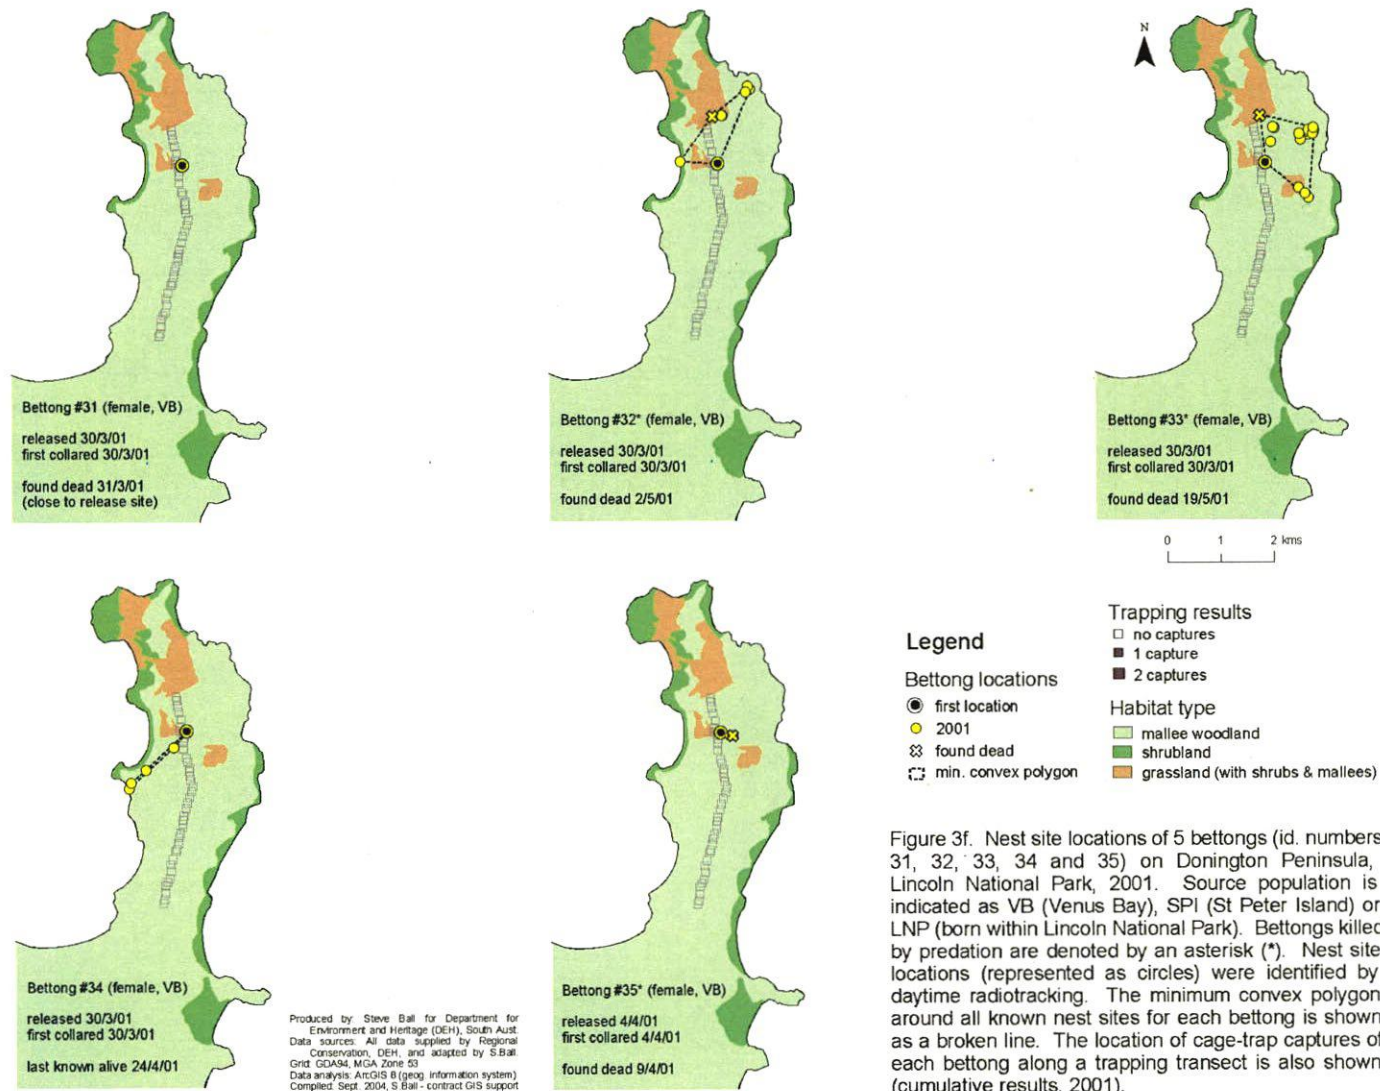 N
Bettong #31 (female, VB)
released 30/3/01
first collared 30/3/01
found dead 31/3/01
(close to release site)
Bettong #32* (female, VB)
released 30/3/01
first collared 30/3/01
found dead 2/5/01
Bettong #33* (female, VB)
released 30/3/01
first collared 30/3/01
found dead 19/5/01
0 1 2 kms
Bettong #34 (female, VB)
released 30/3/01
first collared 30/3/01
last known alive 24/4/01
Produced by: Steve Ball for Department for
Environment and Heritage (DEH), South Aust.
Data sources: All data supplied by Regional
Conservation, DEH, and adapted by S.Ball.
Grid: GDA94, MGA Zone 53
Data analysis: ArcGIS 8 (geog. information system)
Compiled: Sept. 2004, S.Ball - contract GIS support
Bettong #35* (female, VB)
released 4/4/01
first collared 4/4/01
found dead 9/4/01
Legend
Bettong locations
first location
2001
found dead
min. convex polygon
Trapping results
no captures
1 capture
2 captures
Habitat type
mallee woodland
shrubland
grassland (with shrubs & mallees)
Figure 3f. Nest site locations of 5 bettongs (id. numbers
31, 32, 33, 34 and 35) on Donington Peninsula,
Lincoln National Park, 2001. Source population is
indicated as VB (Venus Bay), SPI (St Peter Island) or
LNP (born within Lincoln National Park). Bettongs killed
by predation are denoted by an asterisk (*). Nest site
locations (represented as circles) were identified by
daytime radiotracking. The minimum convex polygon
around all known nest sites for each bettong is shown
as a broken line. The location of cage-trap captures of
each bettong along a trapping transect is also shown
(cumulative results, 2001).